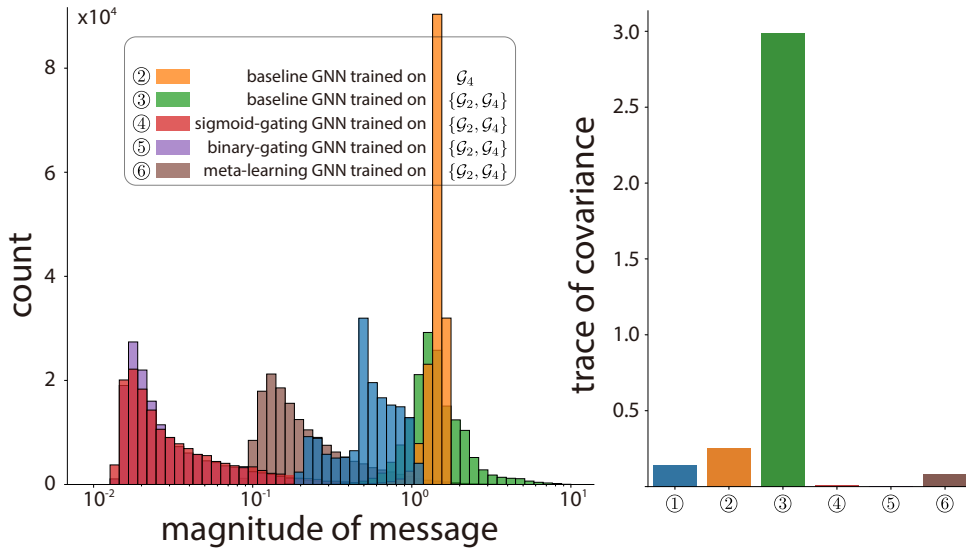 x10⁴
8
6
4
2
0
count
② baseline GNN trained on 𝒢₄
③ baseline GNN trained on {𝒢₂, 𝒢₄}
④ sigmoid-gating GNN trained on {𝒢₂, 𝒢₄}
⑤ binary-gating GNN trained on {𝒢₂, 𝒢₄}
⑥ meta-learning GNN trained on {𝒢₂, 𝒢₄}
10⁻² 10⁻¹ 10⁰ 10¹
magnitude of message
trace of covariance
3.0
2.5
2.0
1.5
1.0
0.5
① ② ③ ④ ⑤ ⑥